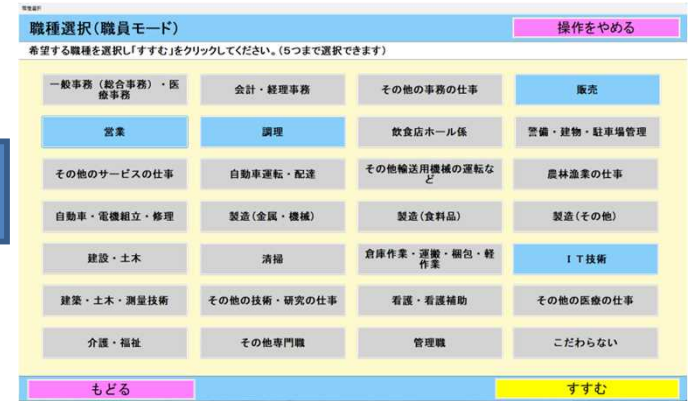 職種選択
職種選択(職員モード)
操作をやめる
希望する職種を選択し「すすむ」をクリックしてください。(5つまで選択できます)
一般事務(総合事務)・医
療事務
会計・経理事務
その他の事務の仕事
販売
営業
調理
飲食店ホール係
警備・建物・駐車場管理
その他のサービスの仕事
自動車運転・配達
その他輸送用機械の運転な
ど
農林漁業の仕事
自動車・電機組立・修理
製造(金属・機械)
製造(食料品)
製造(その他)
建設・土木
清掃
倉庫作業・運搬・梱包・軽
作業
IT技術
建築・土木・測量技術
その他の技術・研究の仕事
看護・看護補助
その他の医療の仕事
介護・福祉
その他専門職
管理職
こだわらない
もどる
すすむ